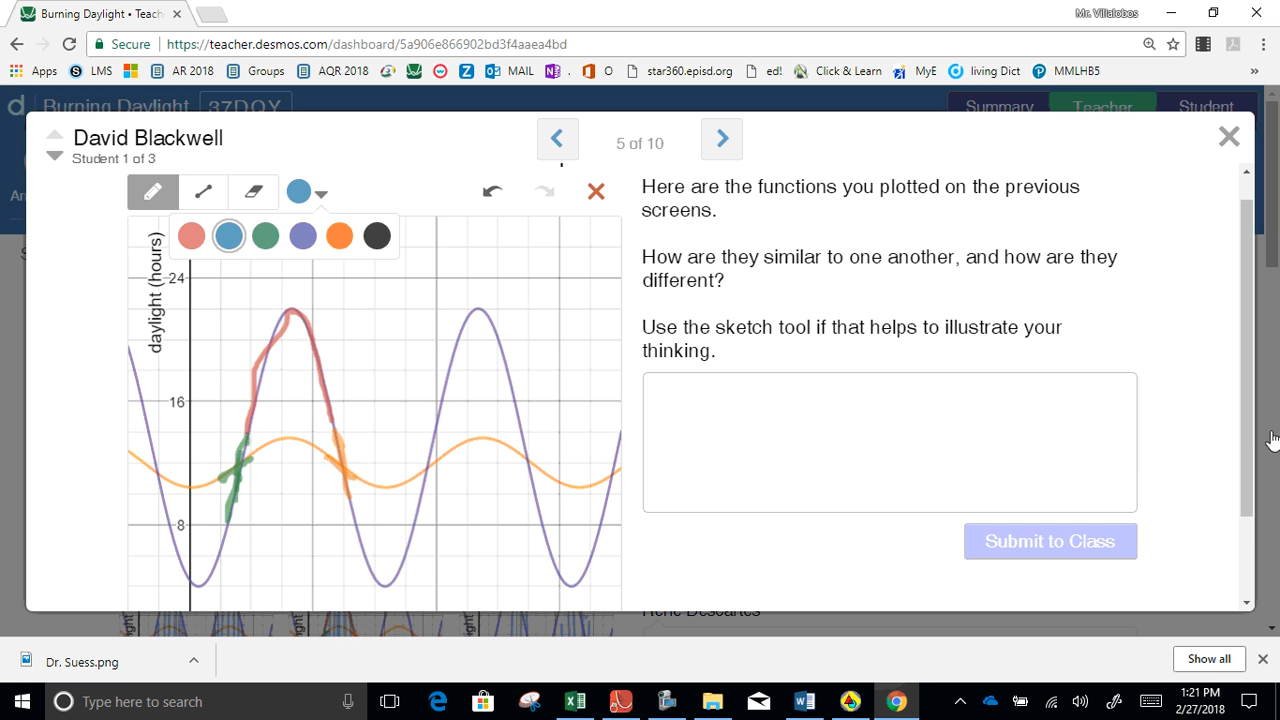 Burning Daylight • Teach
Mr. Villalobos
Secure
https://teacher.desmos.com/dashboard/5a906e866902bd3f4aaea4bd
Apps
LMS
AR 2018
Groups
AQR 2018
MAIL
O
star360.episd.org
ed!
Click & Learn
MyE
living Dict
MMLHB5
»
d
Burning Daylight
37DQY
Summary
Teacher
Student
David Blackwell
Student 1 of 3
5 of 10
Here are the functions you plotted on the previous
screens.
How are they similar to one another, and how are they
different?
Use the sketch tool if that helps to illustrate your
thinking.
Submit to Class
daylight (hours)
24
16
8
René Descartes
Dr. Suess.png
Show all
Type here to search
1:21 PM
2/27/2018